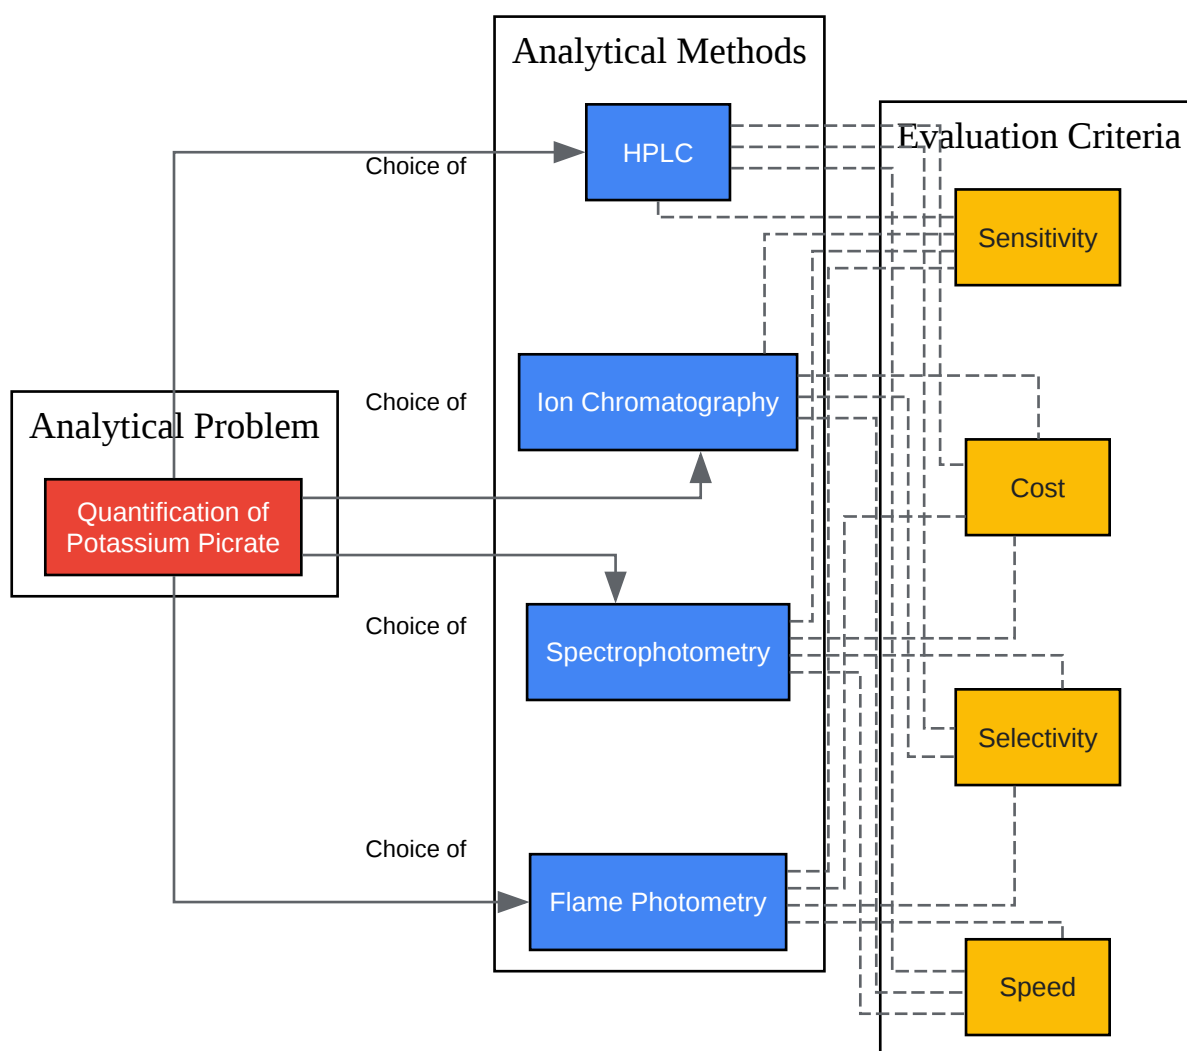 Analytical Methods
HPLC
Evaluation Criteria
Choice of
Sensitivity
Ion Chromatography
Choice of
Analytical Problem
Cost
Quantification of
Potassium Picrate
Choice of
Spectrophotometry
Selectivity
Choice of
Flame Photometry
Speed